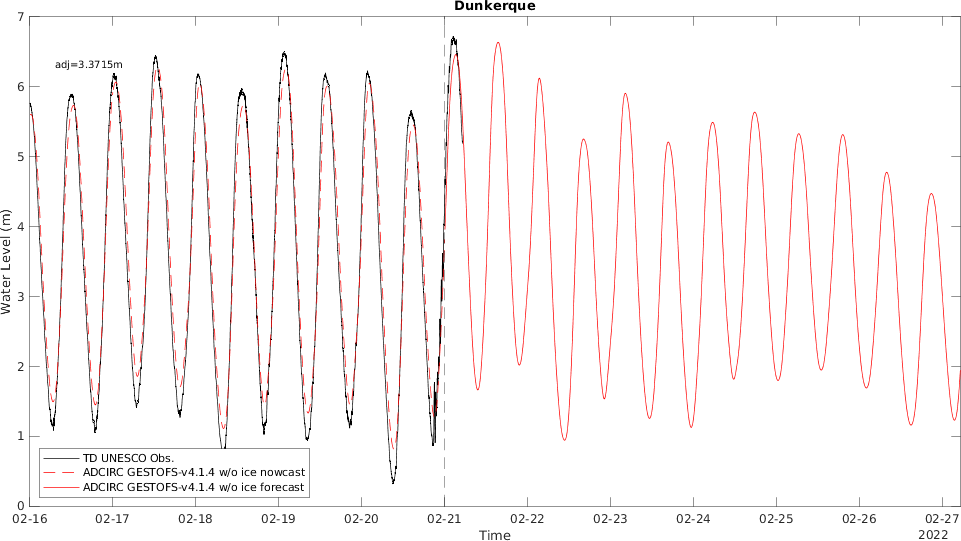 Dunkerque
7
6
5
4
3
2
1
0
Water Level (m)
adj=3.3715m
TD UNESCO Obs.
ADCIRC GESTOFS-v4.1.4 w/o ice nowcast
ADCIRC GESTOFS-v4.1.4 w/o ice forecast
02-16 02-17 02-18 02-19 02-20 02-21 02-22 02-23 02-24 02-25 02-26 02-27
Time
2022